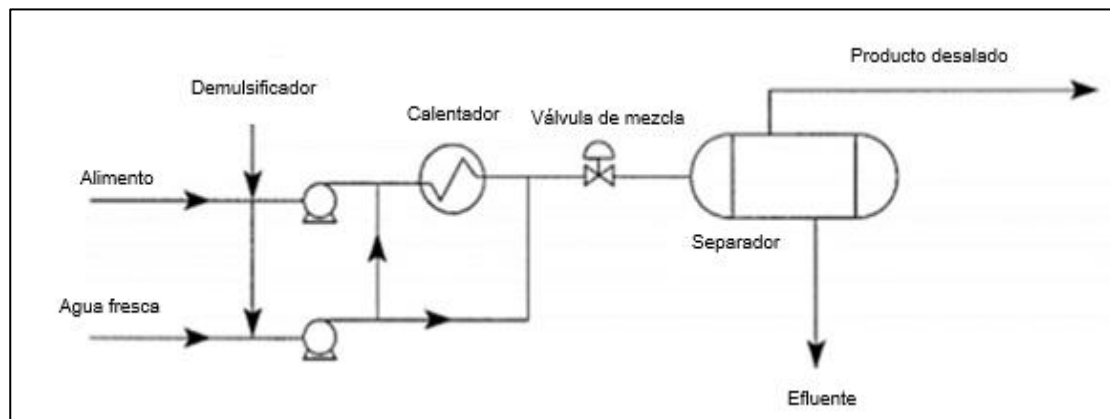 Producto desalado
Demulsificador
Calentador
Válvula de mezcla
Alimento
Separador
Agua fresca
Efluente